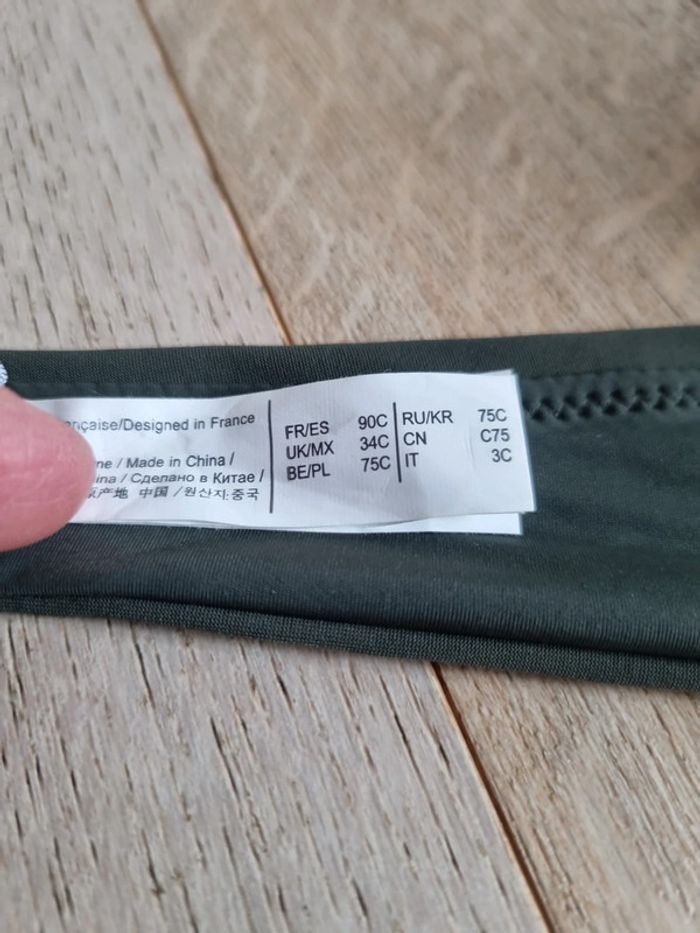 ançaise/Designed in France
ne / Made in China /
ina / Сделано в Китае /
产地 中国 /원산지:중국
FR/ES 90C
UK/MX 34C
BE/PL 75C
RU/KR 75C
CN C75
IT 3C